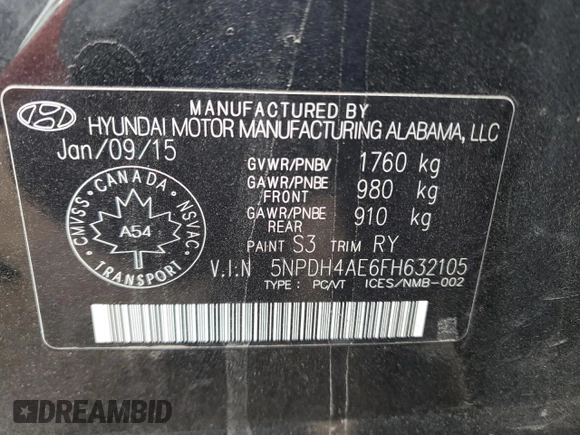 MANUFACTURED BY
HYUNDAI MOTOR MANUFACTURING ALABAMA, LLC
Jan/09/15
GVWR/PNBV 1760 kg
GAWR/PNBE FRONT 980 kg
GAWR/PNBE REAR 910 kg
CANADA
CMVSS
NSVAC
A54
TRANSPORT
PAINT S3 TRIM RY
V.I.N 5NPDH4AE6FH632105
TYPE : PC/VT ICES/NMB-002
DREAMBID